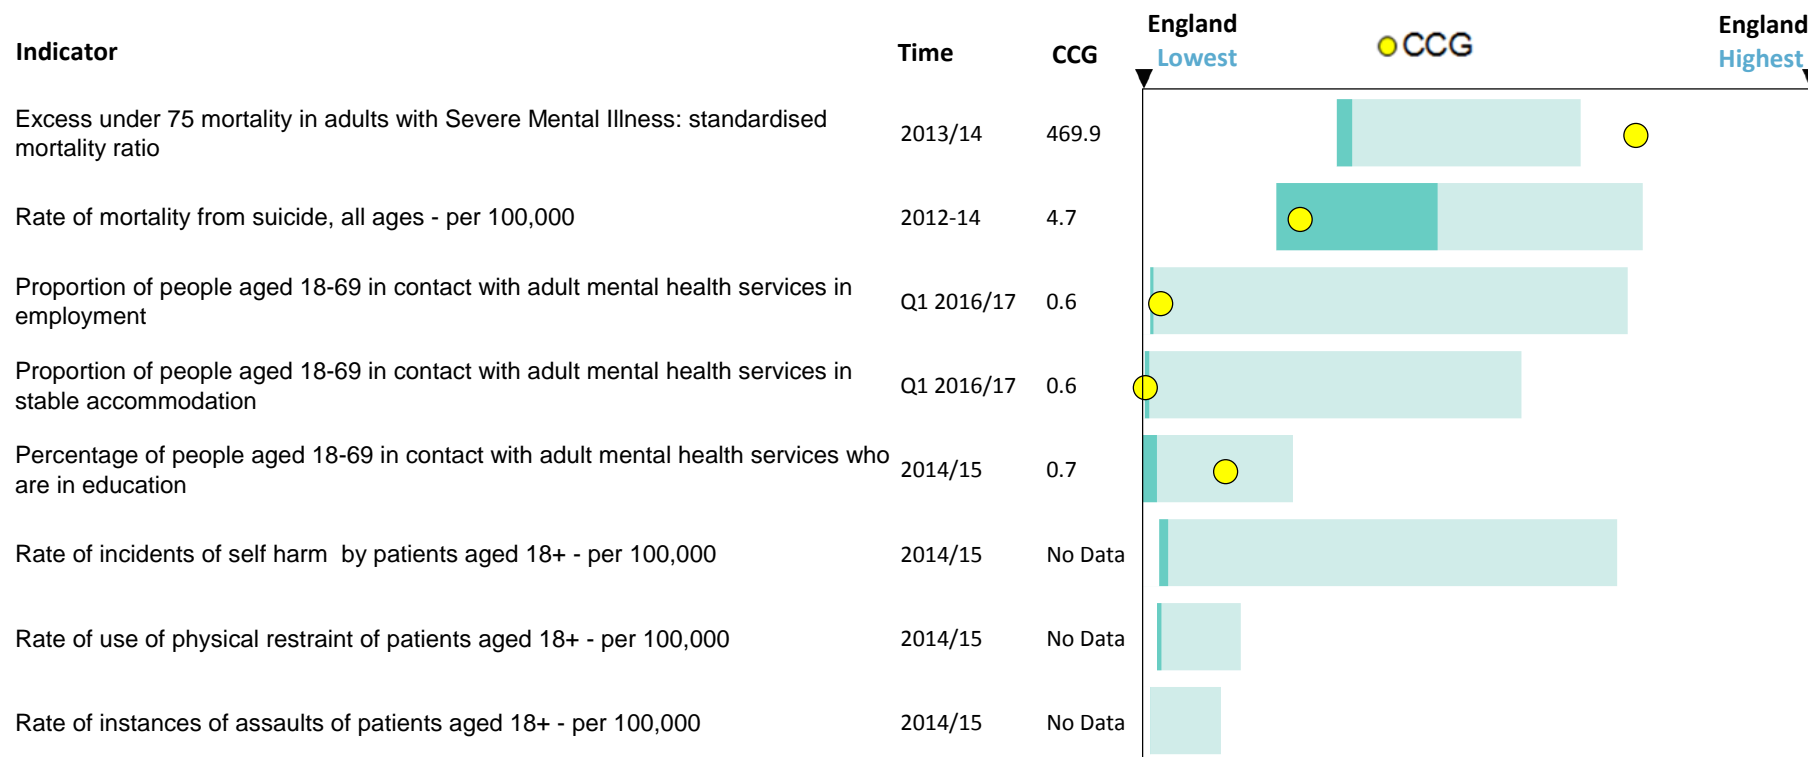 England
England
Indicator
Time
CCG
Lowest
CCG
Highest
Excess under 75 mortality in adults with Severe Mental Illness: standardised
mortality ratio
2013/14
469.9
Rate of mortality from suicide, all ages - per 100,000
2012-14
4.7
Proportion of people aged 18-69 in contact with adult mental health services in
employment
Q1 2016/17
0.6
Proportion of people aged 18-69 in contact with adult mental health services in
stable accommodation
Q1 2016/17
0.6
Percentage of people aged 18-69 in contact with adult mental health services who
are in education
2014/15
0.7
Rate of incidents of self harm  by patients aged 18+ - per 100,000
2014/15
No Data
Rate of use of physical restraint of patients aged 18+ - per 100,000
2014/15
No Data
Rate of instances of assaults of patients aged 18+ - per 100,000
2014/15
No Data